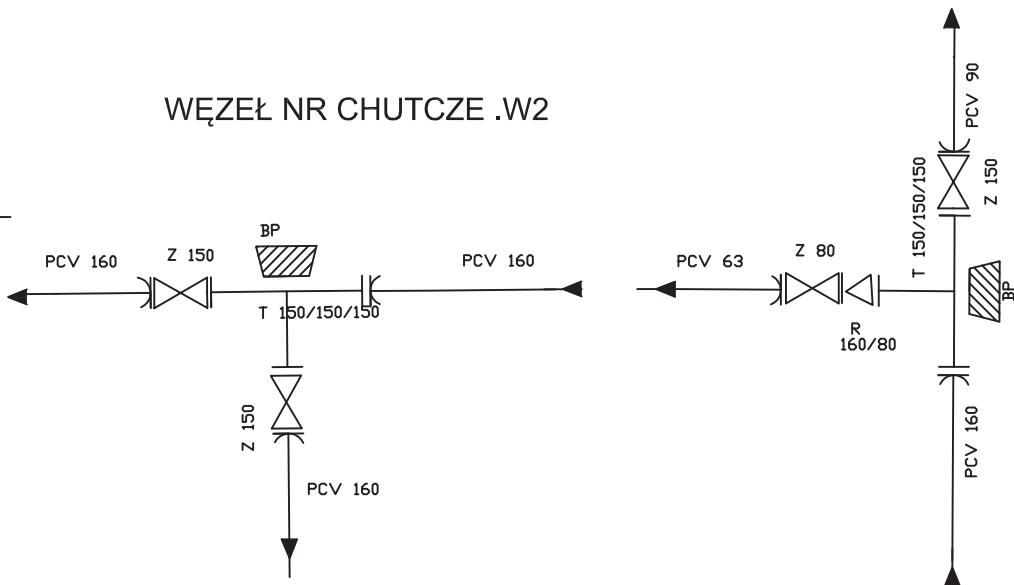 WĘZEŁ NR CHUTCZE .W2
PCV 160
Z 150
BP
PCV 160
T 150/150/150
Z 150
PCV 160
PCV 90
Z 150
T 150/150/150
PCV 63
Z 80
R
160/80
BP
PCV 160